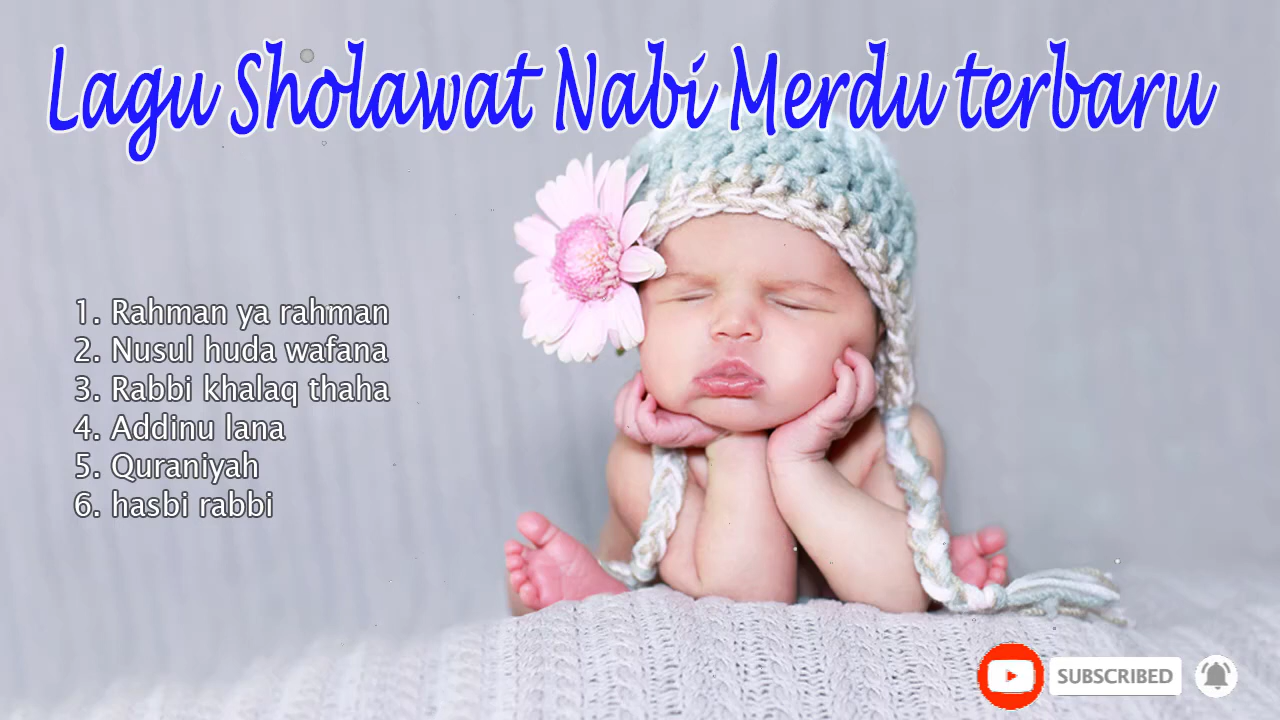 Lagu Sholawat Nabi Merdu terbaru
1. Rahman ya rahman
2. Nusul huda wafana
3. Rabbi khalaq thaha
4. Addinu lana
5. Quraniyah
6. hasbi rabbi
SUBSCRIBED